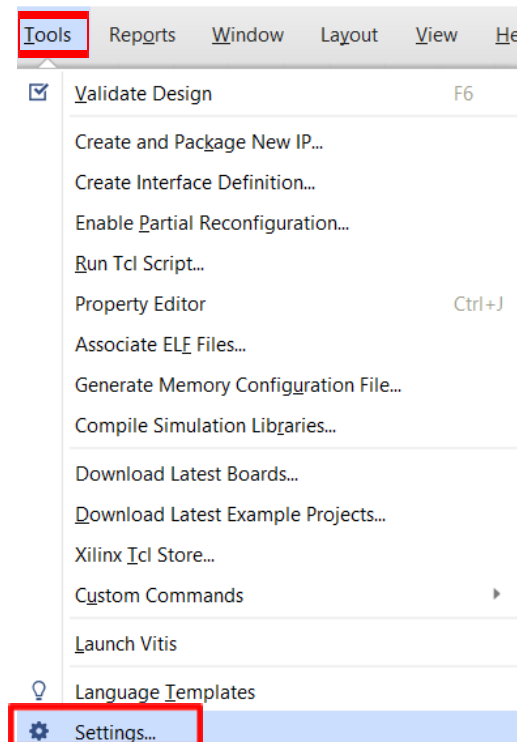 Tools Reports Window Layout View He
Validate Design F6
Create and Package New IP...
Create Interface Definition...
Enable Partial Reconfiguration...
Run Tcl Script...
Property Editor Ctrl+J
Associate ELF Files...
Generate Memory Configuration File...
Compile Simulation Libraries...
Download Latest Boards...
Download Latest Example Projects...
Xilinx Tcl Store...
Custom Commands
Launch Vitis
Language Templates
Settings...